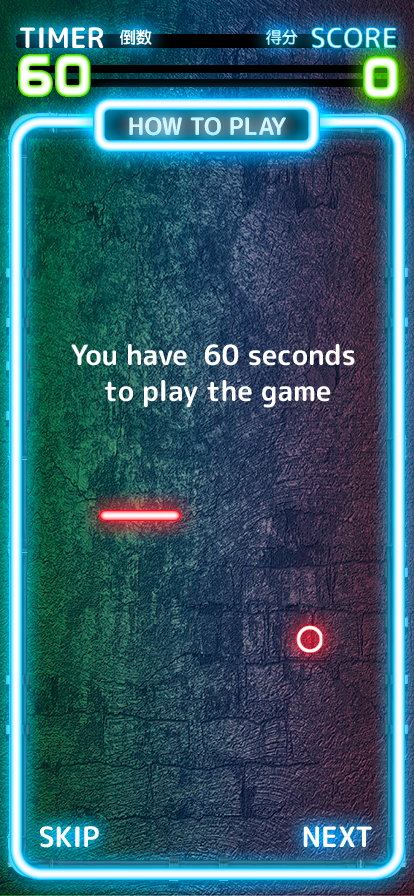 TIMER 倒数 得分 SCORE
60 0
HOW TO PLAY
You have 60 seconds
to play the game
SKIP NEXT